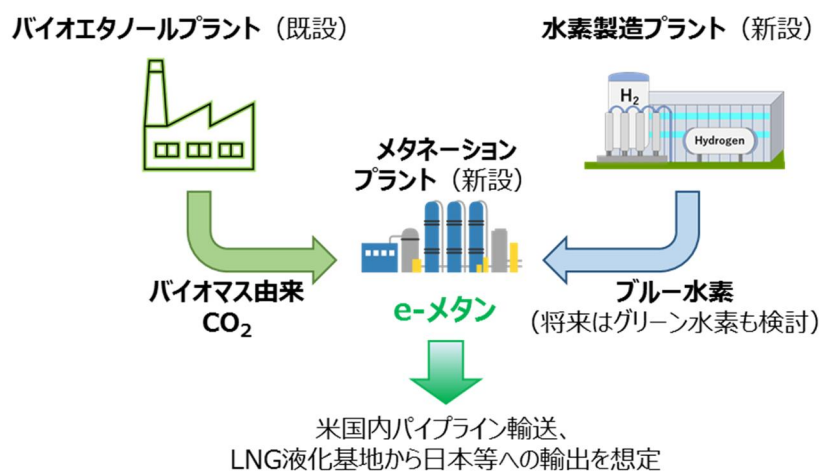 バイオエタノールプラント（既設）
水素製造プラント（新設）
H2
Hydrogen
メタネーション
プラント（新設）
バイオマス由来
CO2
e-メタン
ブルー水素
（将来はグリーン水素も検討）
米国内パイプライン輸送、
LNG液化基地から日本等への輸出を想定